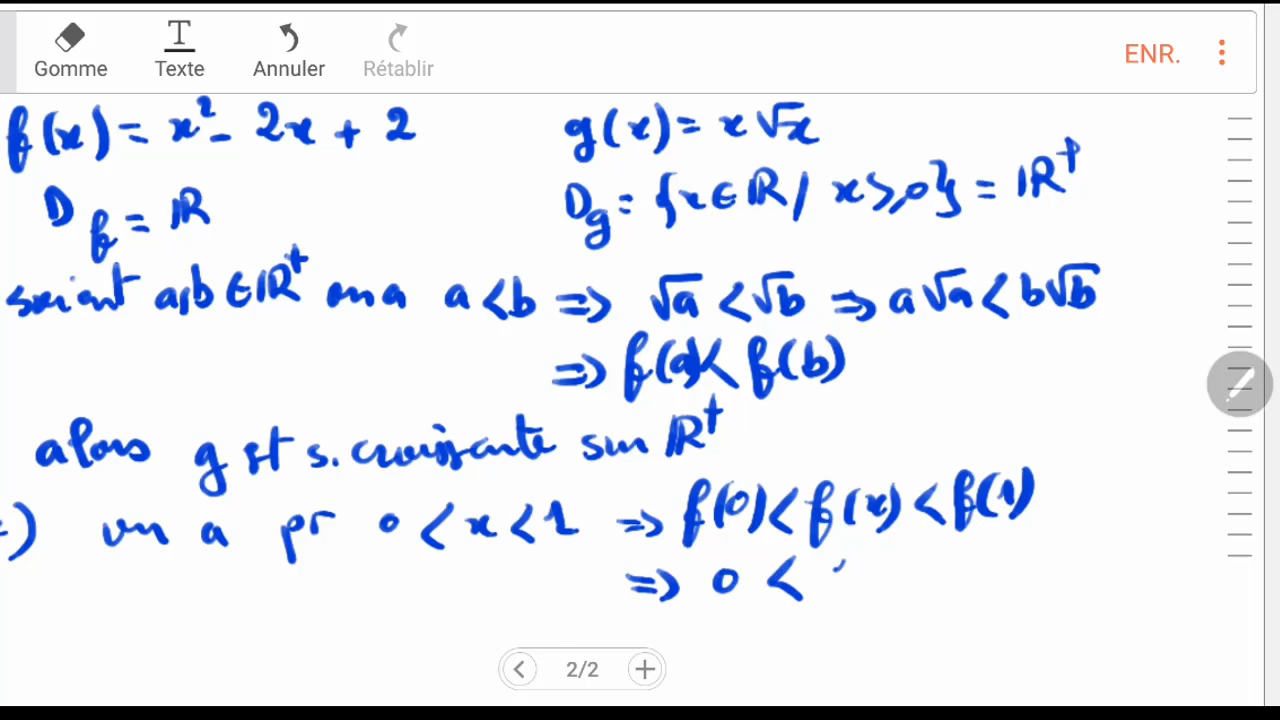 Gomme Texte Annuler Rétablir ENR.
f(x) = x² - 2x + 2 g(x) = x√x
D_f = ℝ D_g = {x ∈ ℝ / x ≥ 0} = ℝ⁺
soient a,b ∈ ℝ⁺ on a a < b ⇒ √a < √b ⇒ a√a < b√b
⇒ f(a) < f(b)
alors g st s. croissante sur ℝ⁺
) on a pr 0 < x < 1 ⇒ f(0) < f(x) < f(1)
⇒ 0 <
2/2